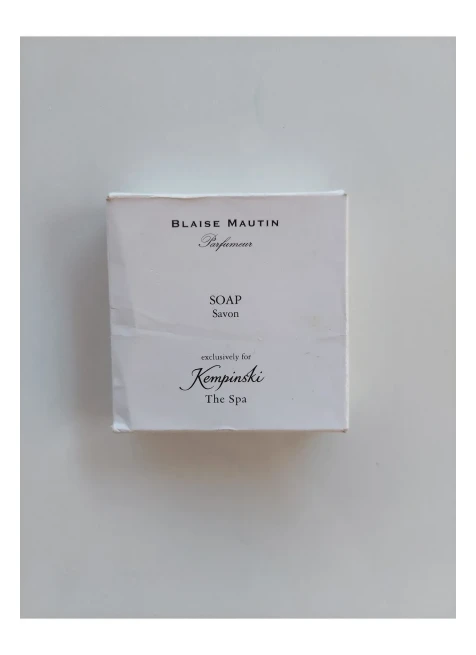 BLAISE MAUTIN
Parfumeur
SOAP
Savon
exclusively for
Kempinski
The Spa